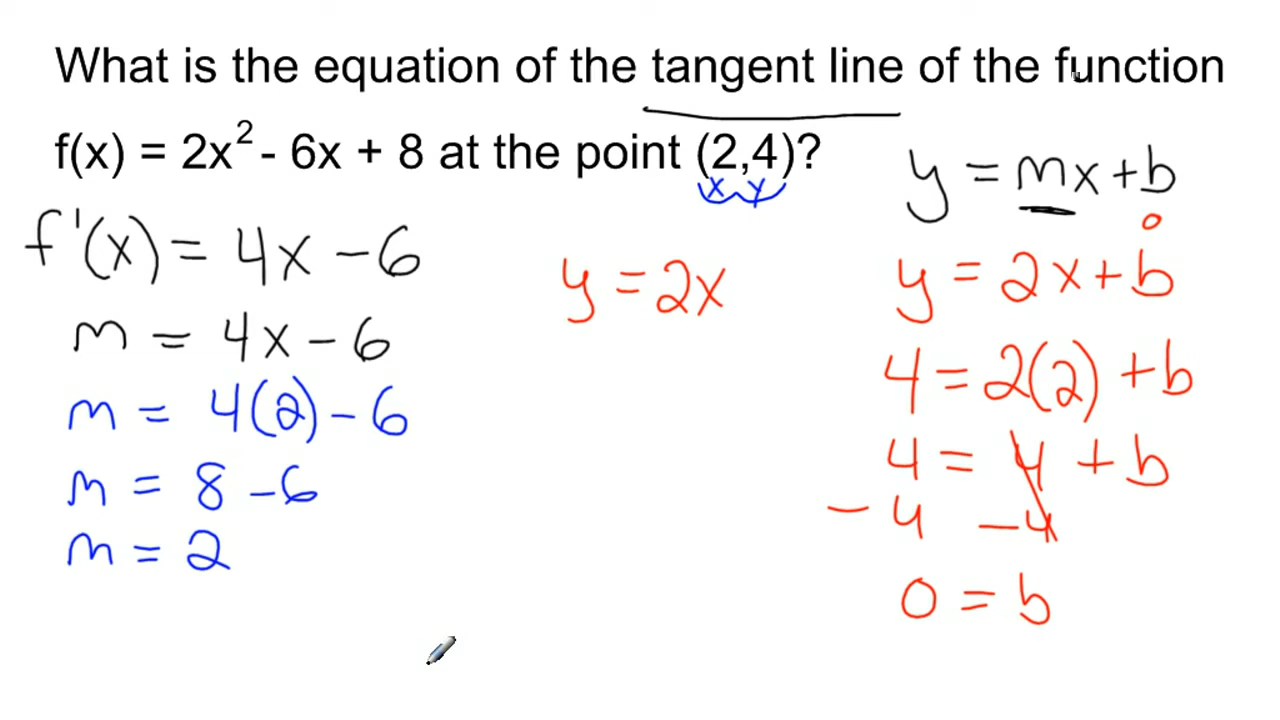 What is the equation of the tangent line of the function
f(x) = 2x² - 6x + 8 at the point (2,4)?
x y
f'(x) = 4x - 6
m = 4x - 6
m = 4(2) - 6
m = 8 - 6
m = 2
y = 2x
y = mx + b
0
y = 2x + b
4 = 2(2) + b
4 = 4 + b
- 4 - 4
0 = b